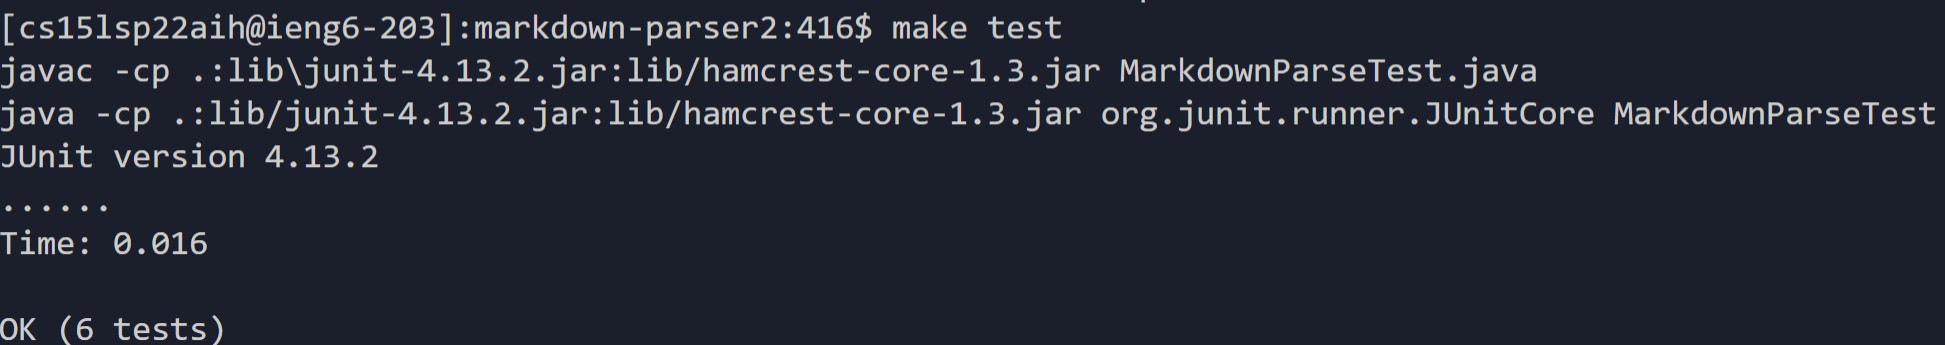 [cs15lsp22aih@ieng6-203]:markdown-parser2:416$ make test
javac -cp .:lib\junit-4.13.2.jar:lib/hamcrest-core-1.3.jar MarkdownParseTest.java
java -cp .:lib/junit-4.13.2.jar:lib/hamcrest-core-1.3.jar org.junit.runner.JUnitCore MarkdownParseTest
JUnit version 4.13.2
......
Time: 0.016
OK (6 tests)